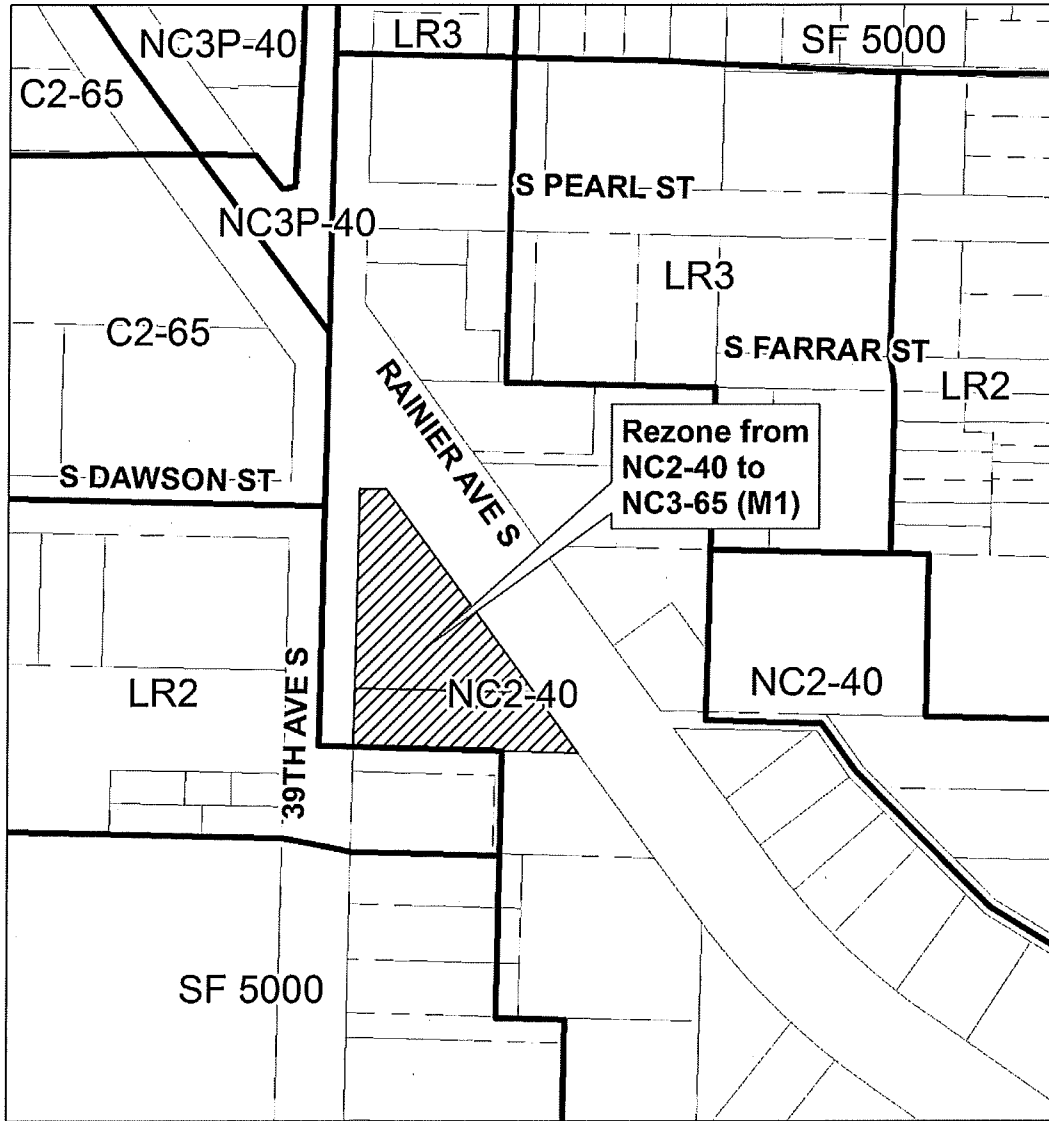 LR3
SF 5000
NC3P-40
C2-65
S PEARL ST
NC3P-40
LR3
C2-65
S FARRAR ST
RAINIER AVE S
LR2
Rezone from
NC2-40 to
NC3-65 (M1)
S DAWSON ST
39TH AVE S
LR2
NC2-40
NC2-40
SF 5000